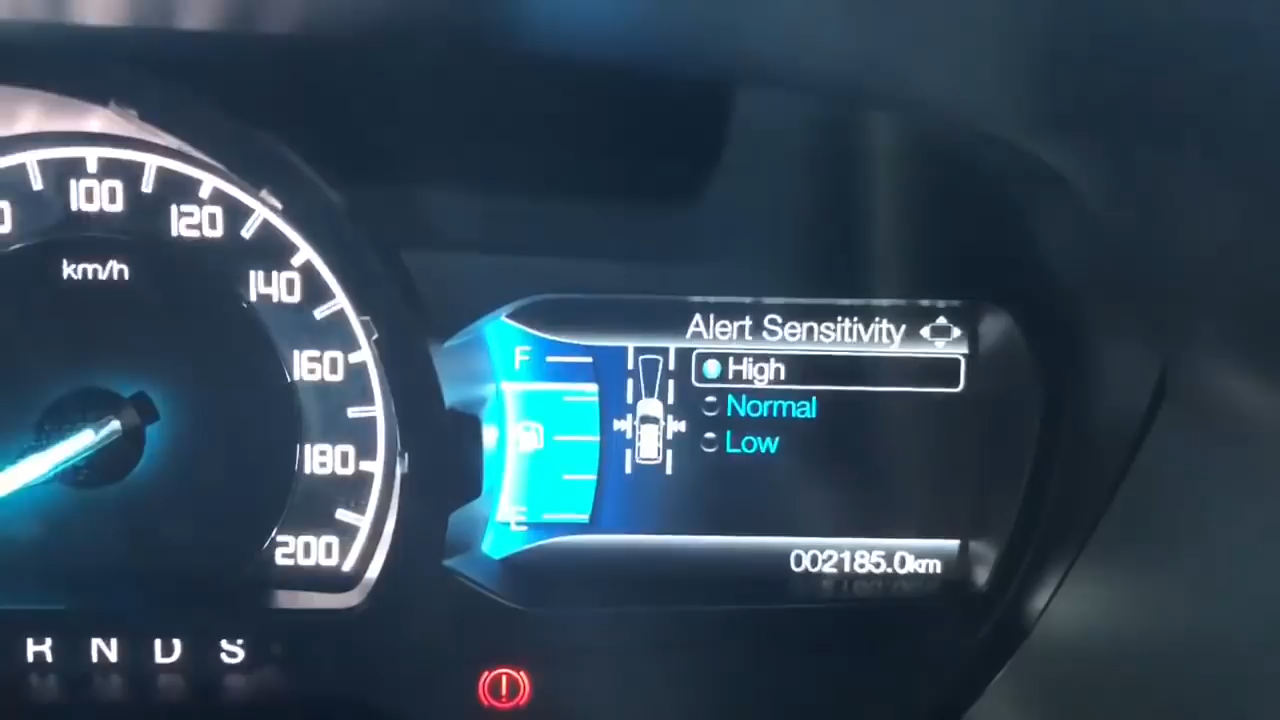 100
120
km/h
140
160
180
200
Alert Sensitivity
F
High
Normal
Low
E
002185.0km
R N D S